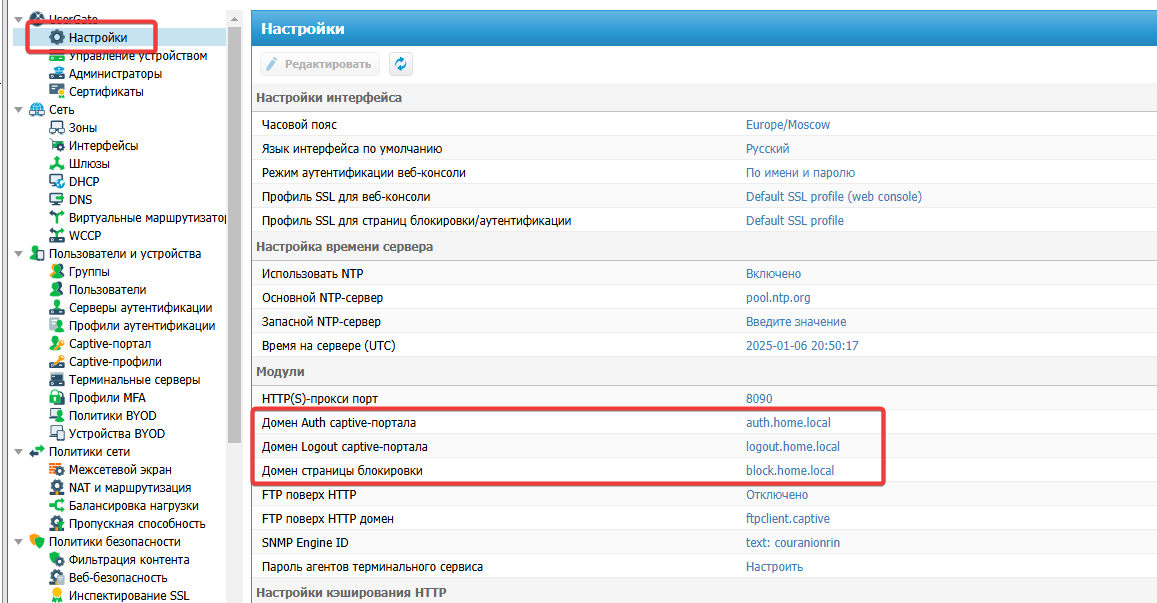 UserGate
Настройки
Управление устройством
Администраторы
Сертификаты
Сеть
Зоны
Интерфейсы
Шлюзы
DHCP
DNS
Виртуальные маршрутизатор
WCCP
Пользователи и устройства
Группы
Пользователи
Серверы аутентификации
Профили аутентификации
Captive-портал
Captive-профили
Терминальные серверы
Профили MFA
Политики BYOD
Устройства BYOD
Политики сети
Межсетевой экран
NAT и маршрутизация
Балансировка нагрузки
Пропускная способность
Политики безопасности
Фильтрация контента
Веб-безопасность
Инспектирование SSL
Настройки
Редактировать
Настройки интерфейса
Часовой пояс Europe/Moscow
Язык интерфейса по умолчанию Русский
Режим аутентификации веб-консоли По имени и паролю
Профиль SSL для веб-консоли Default SSL profile (web console)
Профиль SSL для страниц блокировки/аутентификации Default SSL profile
Настройка времени сервера
Использовать NTP Включено
Основной NTP-сервер pool.ntp.org
Запасной NTP-сервер Введите значение
Время на сервере (UTC) 2025-01-06 20:50:17
Модули
HTTP(S)-прокси порт 8090
Домен Auth captive-портала auth.home.local
Домен Logout captive-портала logout.home.local
Домен страницы блокировки block.home.local
FTP поверх HTTP Отключено
FTP поверх HTTP домен ftpclient.captive
SNMP Engine ID text: couranionrin
Пароль агентов терминального сервиса Настроить
Настройки кэширования HTTP